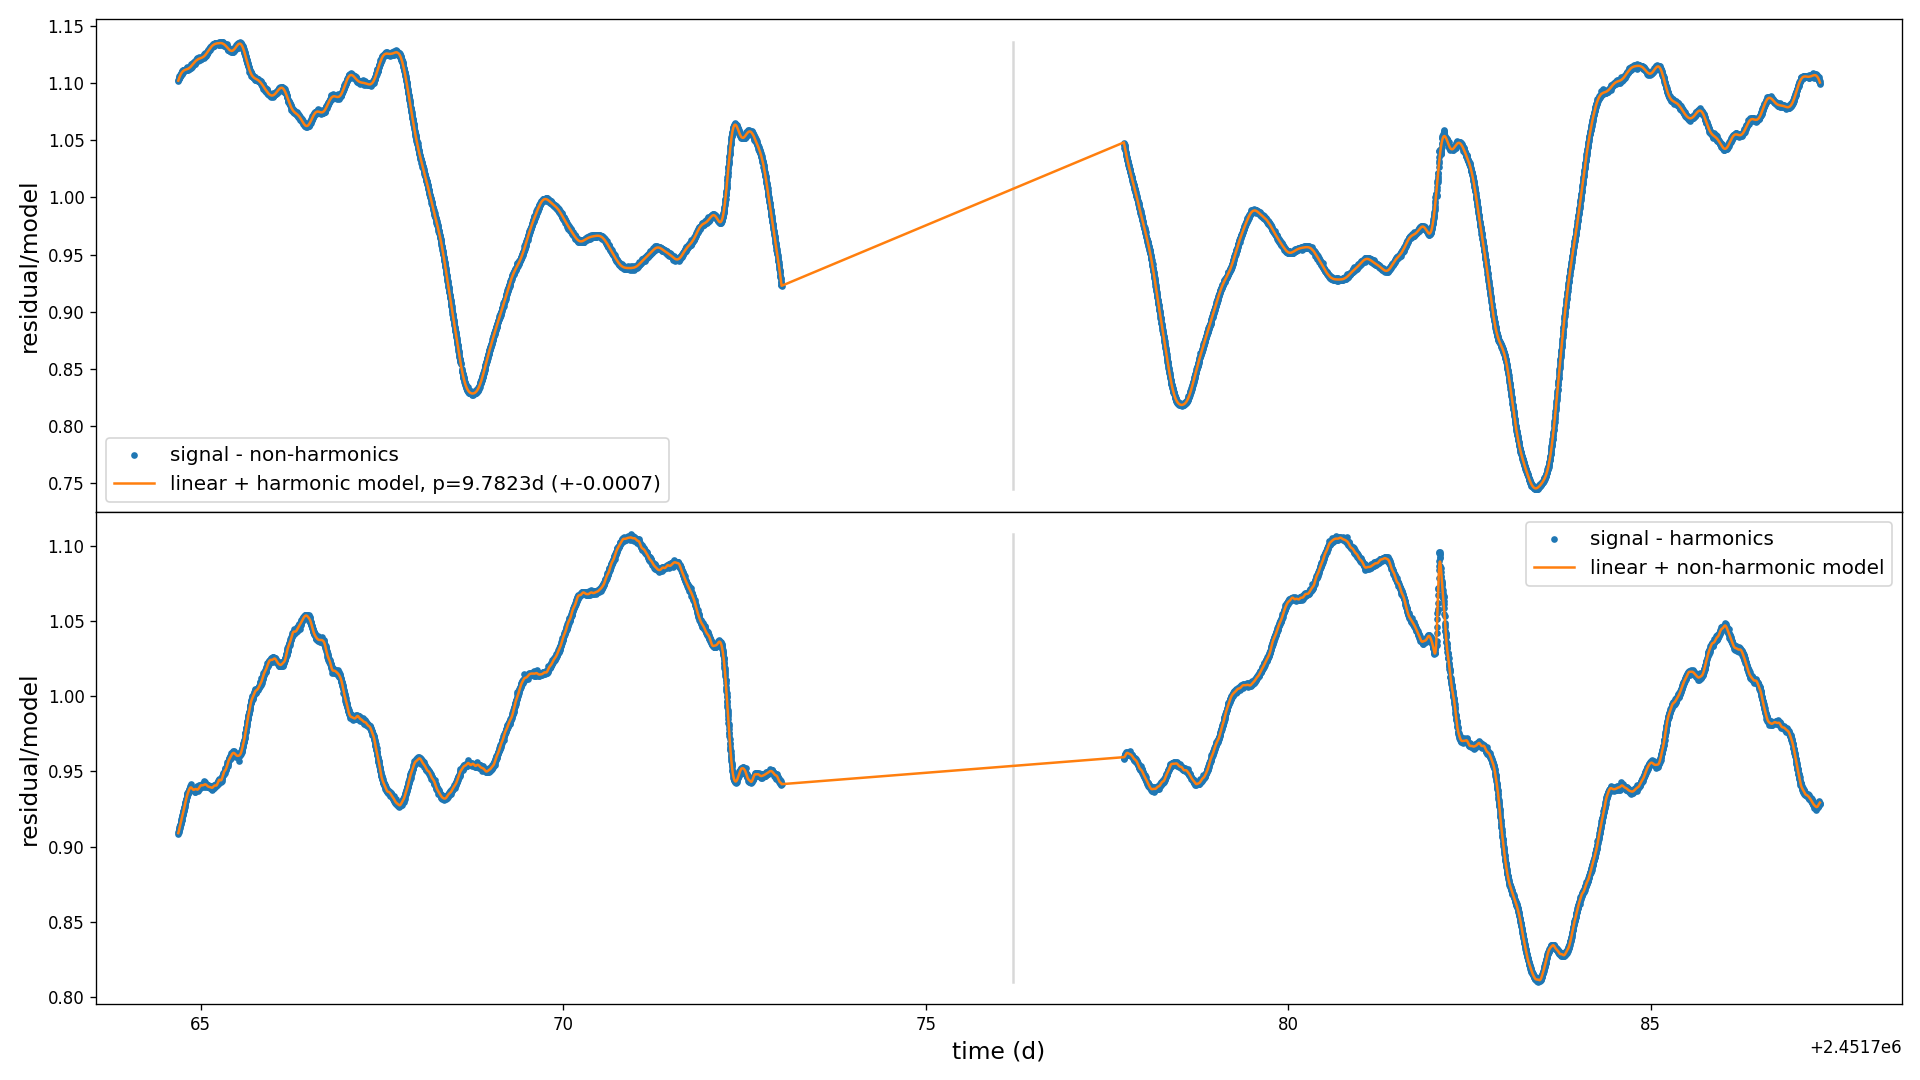 1.15
1.10
1.05
1.00
0.95
0.90
0.85
0.80
0.75
residual/model
signal - non-harmonics
linear + harmonic model, p=9.7823d (+-0.0007)
1.10
1.05
1.00
0.95
0.90
0.85
0.80
residual/model
signal - harmonics
linear + non-harmonic model
65
70
75
80
85
time (d)
+2.4517e6